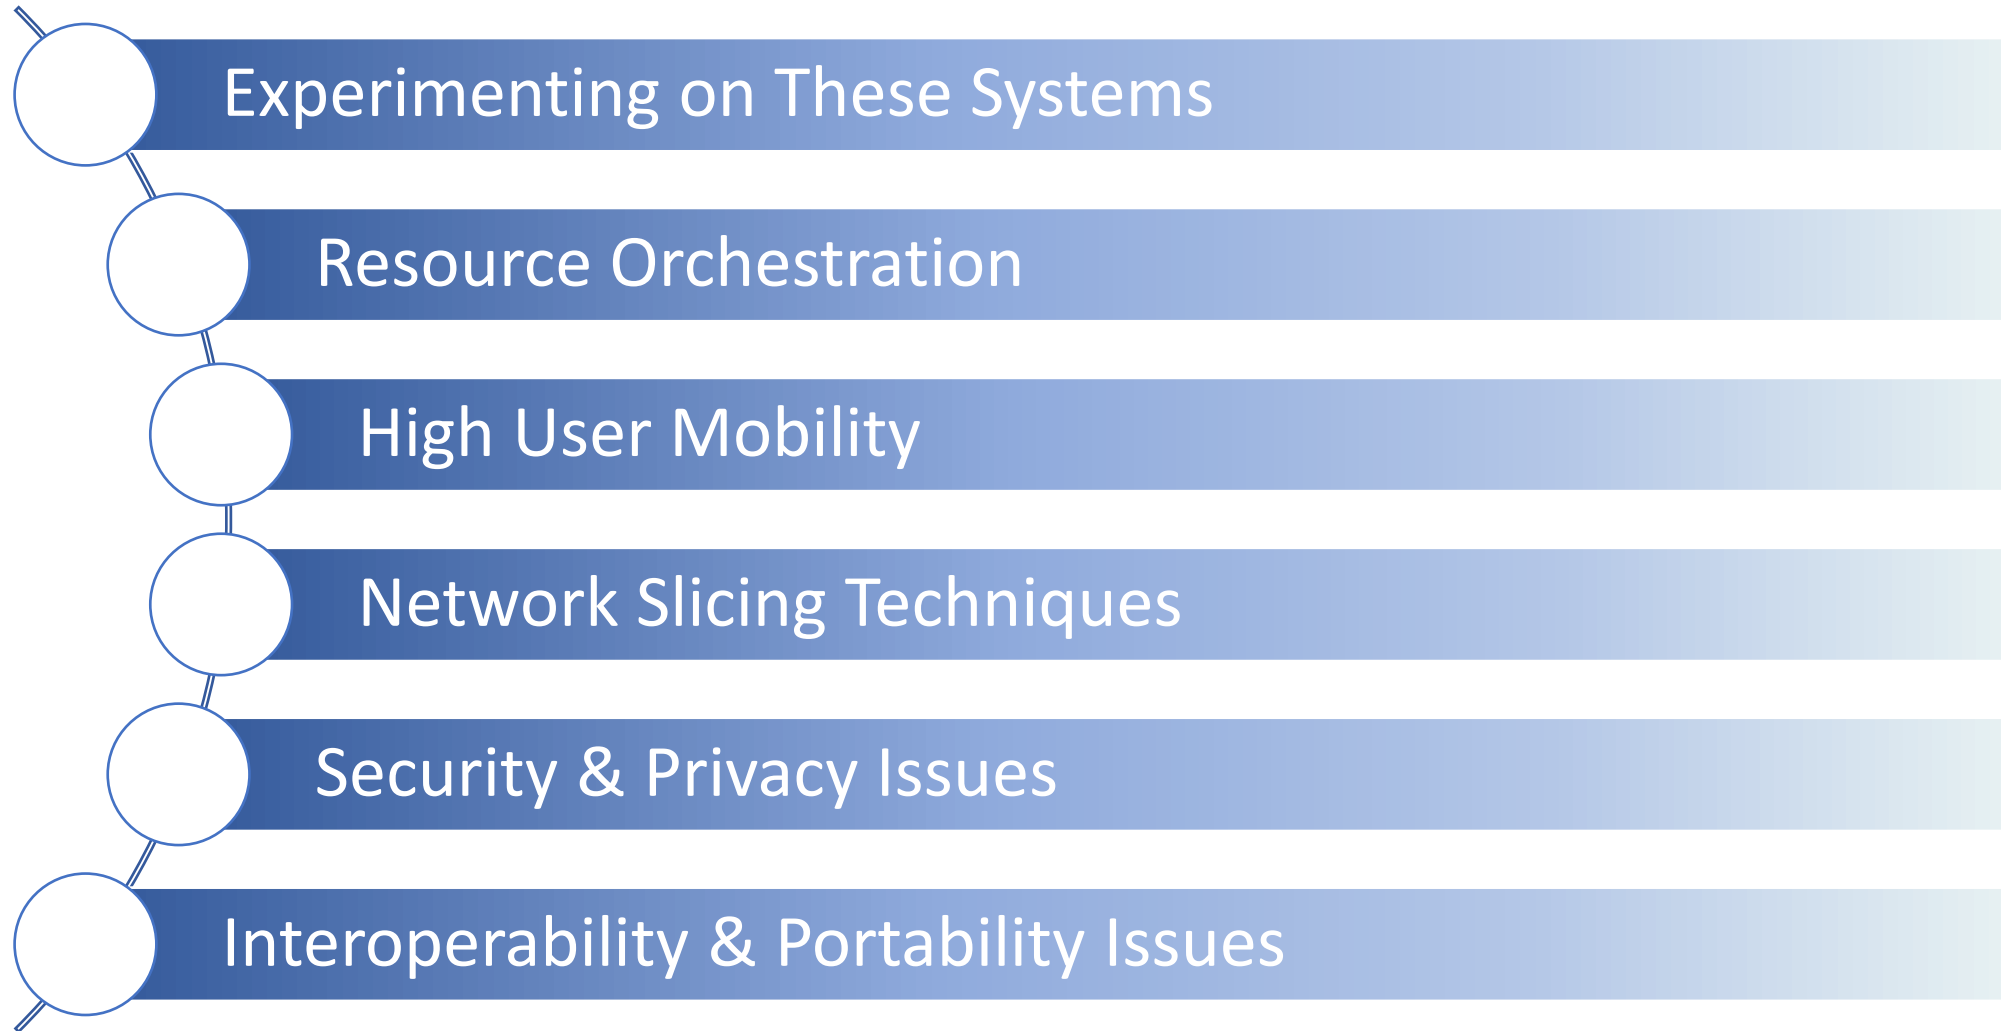 Experimenting on These Systems
Resource Orchestration
High User Mobility
Network Slicing Techniques
Security & Privacy Issues
Interoperability & Portability Issues